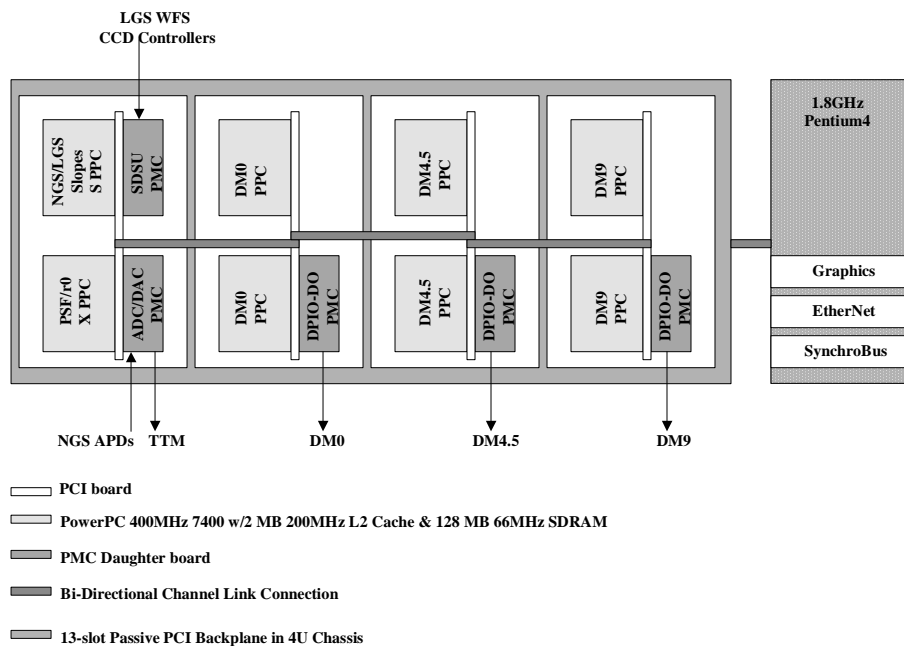 LGS WFS
CCD Controllers
1.8GHz
Pentium4
NGS/LGS
Slopes
S PPC
SDSU
PMC
DM0
PPC
DM4.5
PPC
DM9
PPC
PSF/r0
X PPC
ADC/DAC
PMC
DM0
PPC
DPIO-DO
PMC
DM4.5
PPC
DPIO-DO
PMC
DM9
PPC
DPIO-DO
PMC
Graphics
EtherNet
SynchroBus
NGS APDs
TTM
DM0
DM4.5
DM9
PCI board
PowerPC 400MHz 7400 w/2 MB 200MHz L2 Cache & 128 MB 66MHz SDRAM
PMC Daughter board
Bi-Directional Channel Link Connection
13-slot Passive PCI Backplane in 4U Chassis